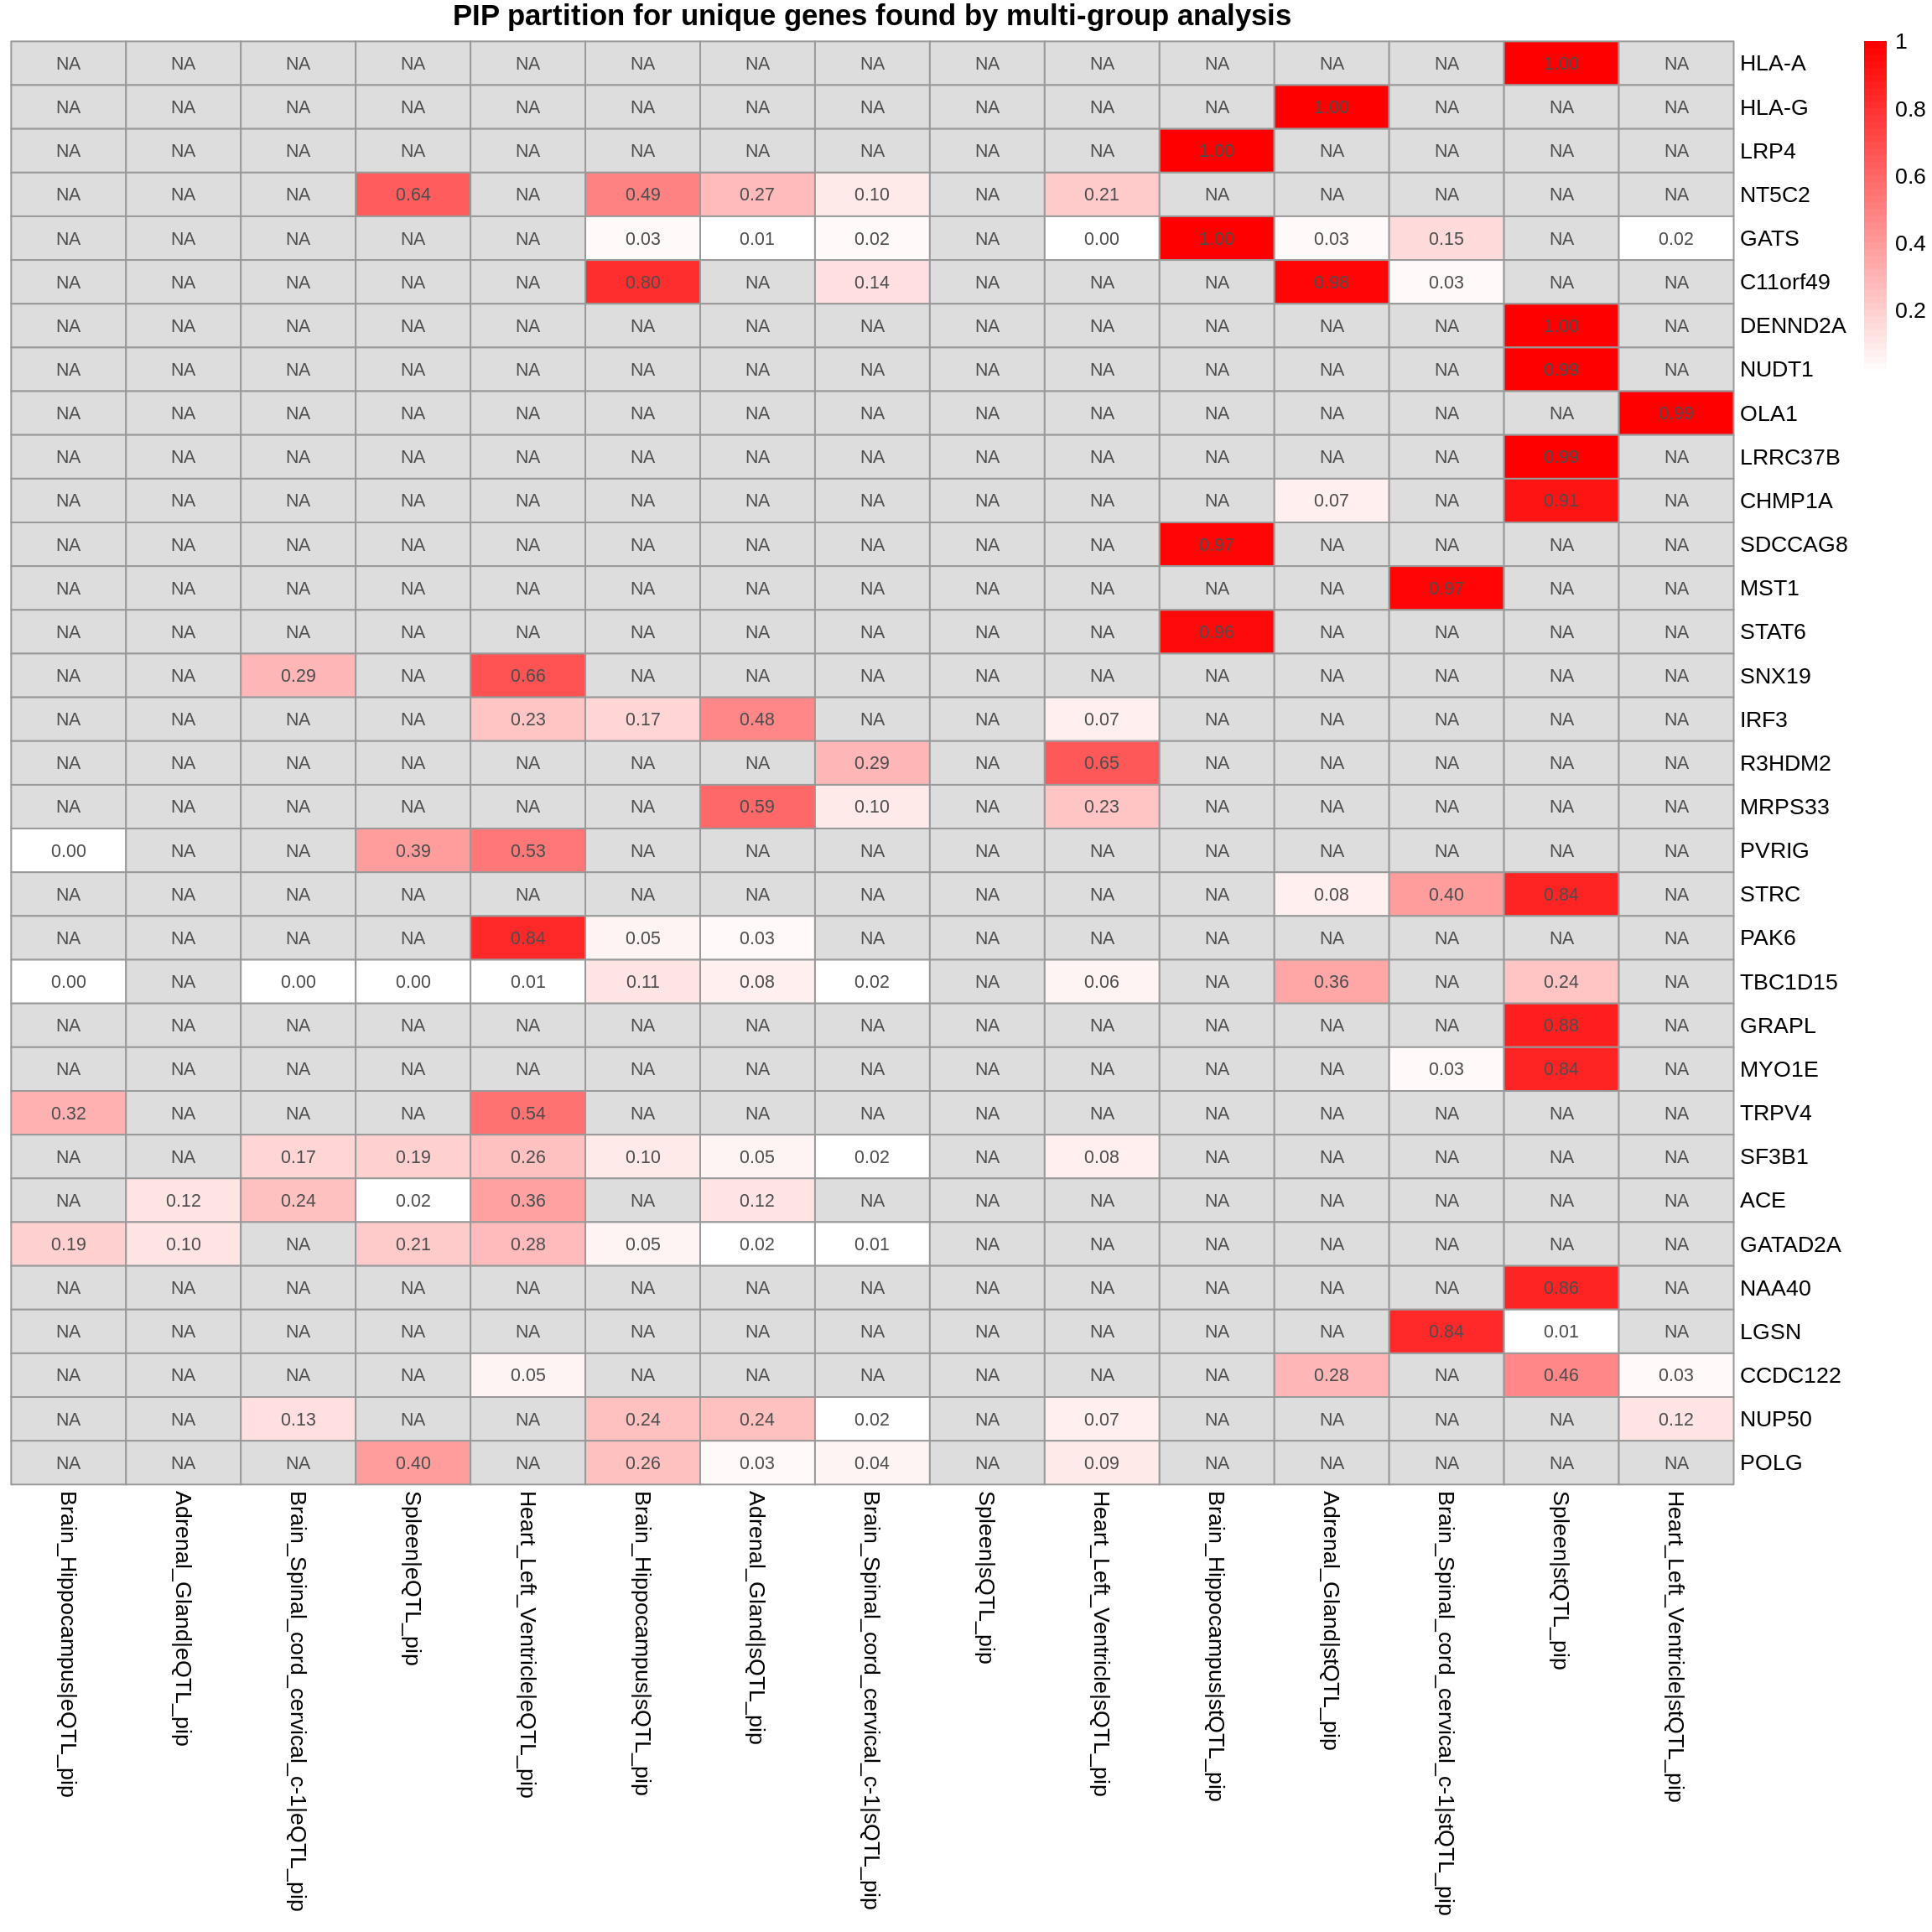 PIP partition for unique genes found by multi-group analysis
NA NA NA NA NA NA NA NA NA NA NA NA NA 1.00 NA HLA-A
NA NA NA NA NA NA NA NA NA NA NA 1.00 NA NA NA HLA-G
NA NA NA NA NA NA NA NA NA NA 1.00 NA NA NA NA LRP4
NA NA NA 0.64 NA 0.49 0.27 0.10 NA 0.21 NA NA NA NA NA NT5C2
NA NA NA NA NA 0.03 0.01 0.02 NA 0.00 1.00 0.03 0.15 NA 0.02 GATS
NA NA NA NA NA 0.80 NA 0.14 NA NA NA 0.98 0.03 NA NA C11orf49
NA NA NA NA NA NA NA NA NA NA NA NA NA 1.00 NA DENND2A
NA NA NA NA NA NA NA NA NA NA NA NA NA 0.99 NA NUDT1
NA NA NA NA NA NA NA NA NA NA NA NA NA NA 0.99 OLA1
NA NA NA NA NA NA NA NA NA NA NA NA NA 0.99 NA LRRC37B
NA NA NA NA NA NA NA NA NA NA NA 0.07 NA 0.91 NA CHMP1A
NA NA NA NA NA NA NA NA NA NA 0.97 NA NA NA NA SDCCAG8
NA NA NA NA NA NA NA NA NA NA NA NA 0.97 NA NA MST1
NA NA NA NA NA NA NA NA NA NA 0.96 NA NA NA NA STAT6
NA NA 0.29 NA 0.66 NA NA NA NA NA NA NA NA NA NA SNX19
NA NA NA NA 0.23 0.17 0.48 NA NA 0.07 NA NA NA NA NA IRF3
NA NA NA NA NA NA NA 0.29 NA 0.65 NA NA NA NA NA R3HDM2
NA NA NA NA NA NA 0.59 0.10 NA 0.23 NA NA NA NA NA MRPS33
0.00 NA NA 0.39 0.53 NA NA NA NA NA NA NA NA NA NA PVRIG
NA NA NA NA NA NA NA NA NA NA NA 0.08 0.40 0.84 NA STRC
NA NA NA NA 0.84 0.05 0.03 NA NA NA NA NA NA NA NA PAK6
0.00 NA 0.00 0.00 0.01 0.11 0.08 0.02 NA 0.06 NA 0.36 NA 0.24 NA TBC1D15
NA NA NA NA NA NA NA NA NA NA NA NA NA 0.88 NA GRAPL
NA NA NA NA NA NA NA NA NA NA NA NA 0.03 0.84 NA MYO1E
0.32 NA NA NA 0.54 NA NA NA NA NA NA NA NA NA NA TRPV4
NA NA 0.17 0.19 0.26 0.10 0.05 0.02 NA 0.08 NA NA NA NA NA SF3B1
NA 0.12 0.24 0.02 0.36 NA 0.12 NA NA NA NA NA NA NA NA ACE
0.19 0.10 NA 0.21 0.28 0.05 0.02 0.01 NA NA NA NA NA NA NA GATAD2A
NA NA NA NA NA NA NA NA NA NA NA NA NA 0.86 NA NAA40
NA NA NA NA NA NA NA NA NA NA NA NA 0.84 0.01 NA LGSN
NA NA NA NA 0.05 NA NA NA NA NA NA 0.28 NA 0.46 0.03 CCDC122
NA NA 0.13 NA NA 0.24 0.24 0.02 NA 0.07 NA NA NA NA 0.12 NUP50
NA NA NA 0.40 NA 0.26 0.03 0.04 NA 0.09 NA NA NA NA NA POLG
Brain_Hippocampus|eQTL_pip
Adrenal_Gland|eQTL_pip
Brain_Spinal_cord_cervical_c-1|eQTL_pip
Spleen|eQTL_pip
Heart_Left_Ventricle|eQTL_pip
Brain_Hippocampus|sQTL_pip
Adrenal_Gland|sQTL_pip
Brain_Spinal_cord_cervical_c-1|sQTL_pip
Spleen|sQTL_pip
Heart_Left_Ventricle|sQTL_pip
Brain_Hippocampus|stQTL_pip
Adrenal_Gland|stQTL_pip
Brain_Spinal_cord_cervical_c-1|stQTL_pip
Spleen|stQTL_pip
Heart_Left_Ventricle|stQTL_pip
1
0.8
0.6
0.4
0.2